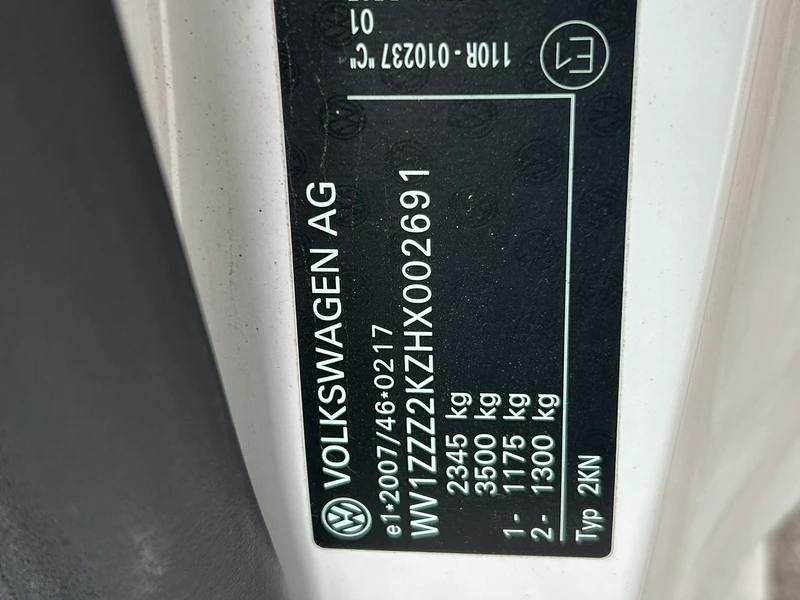 VOLKSWAGEN AG
e1*2007/46*0217
WV1ZZZ2KZHX002691
2345 kg
3500 kg
1- 1175 kg
2- 1300 kg
Typ 2KN
01
110R-010237 "C"
E1